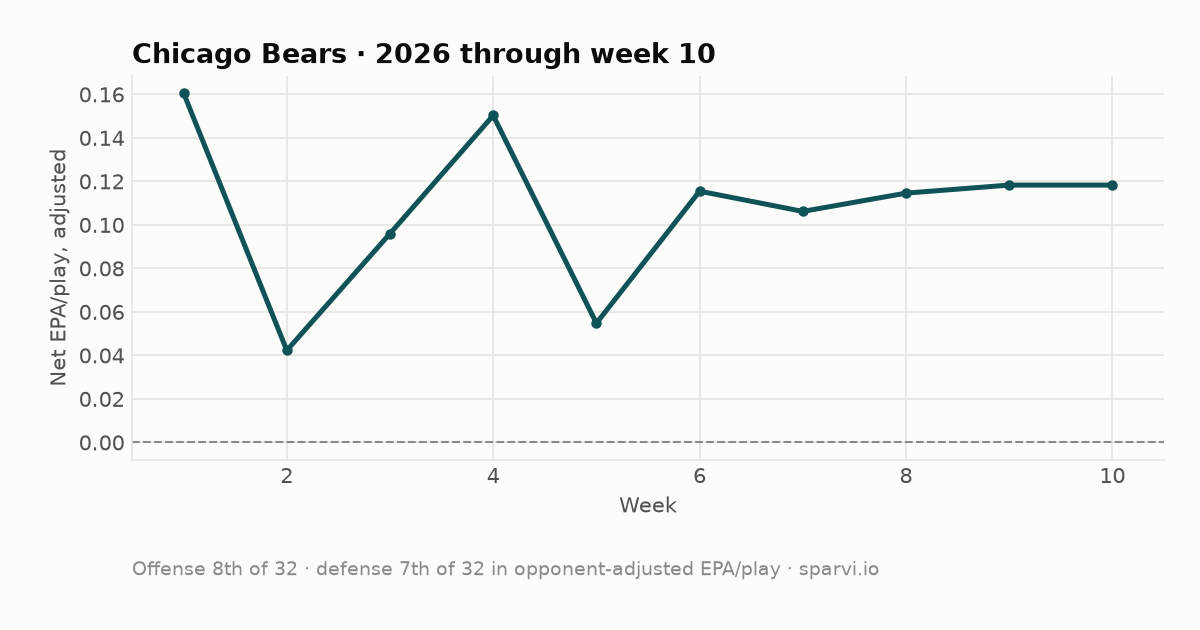 Chicago Bears · 2026 through week 10
Net EPA/play, adjusted
0.16
0.14
0.12
0.10
0.08
0.06
0.04
0.02
0.00
2 4 6 8 10
Week
Offense 8th of 32 · defense 7th of 32 in opponent-adjusted EPA/play · sparvi.io